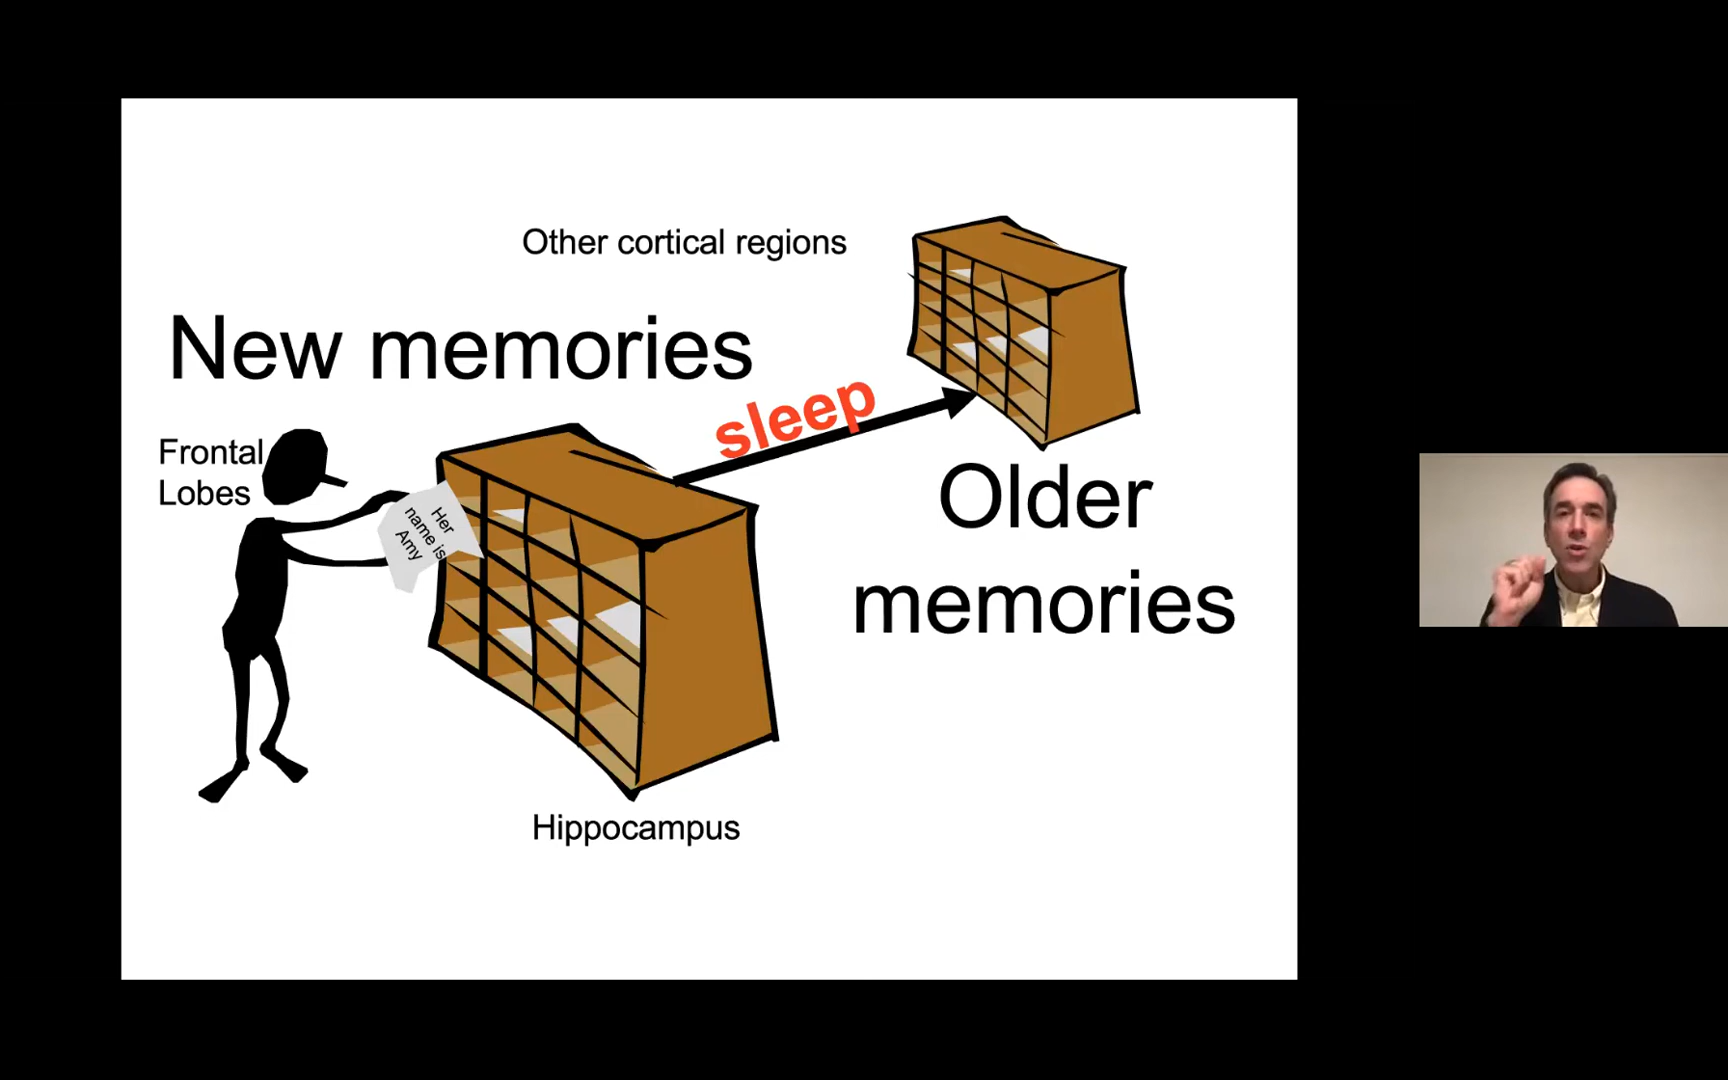 Other cortical regions
New memories
sleep
Frontal
Lobes
Her
name is
Amy
Older
memories
Hippocampus